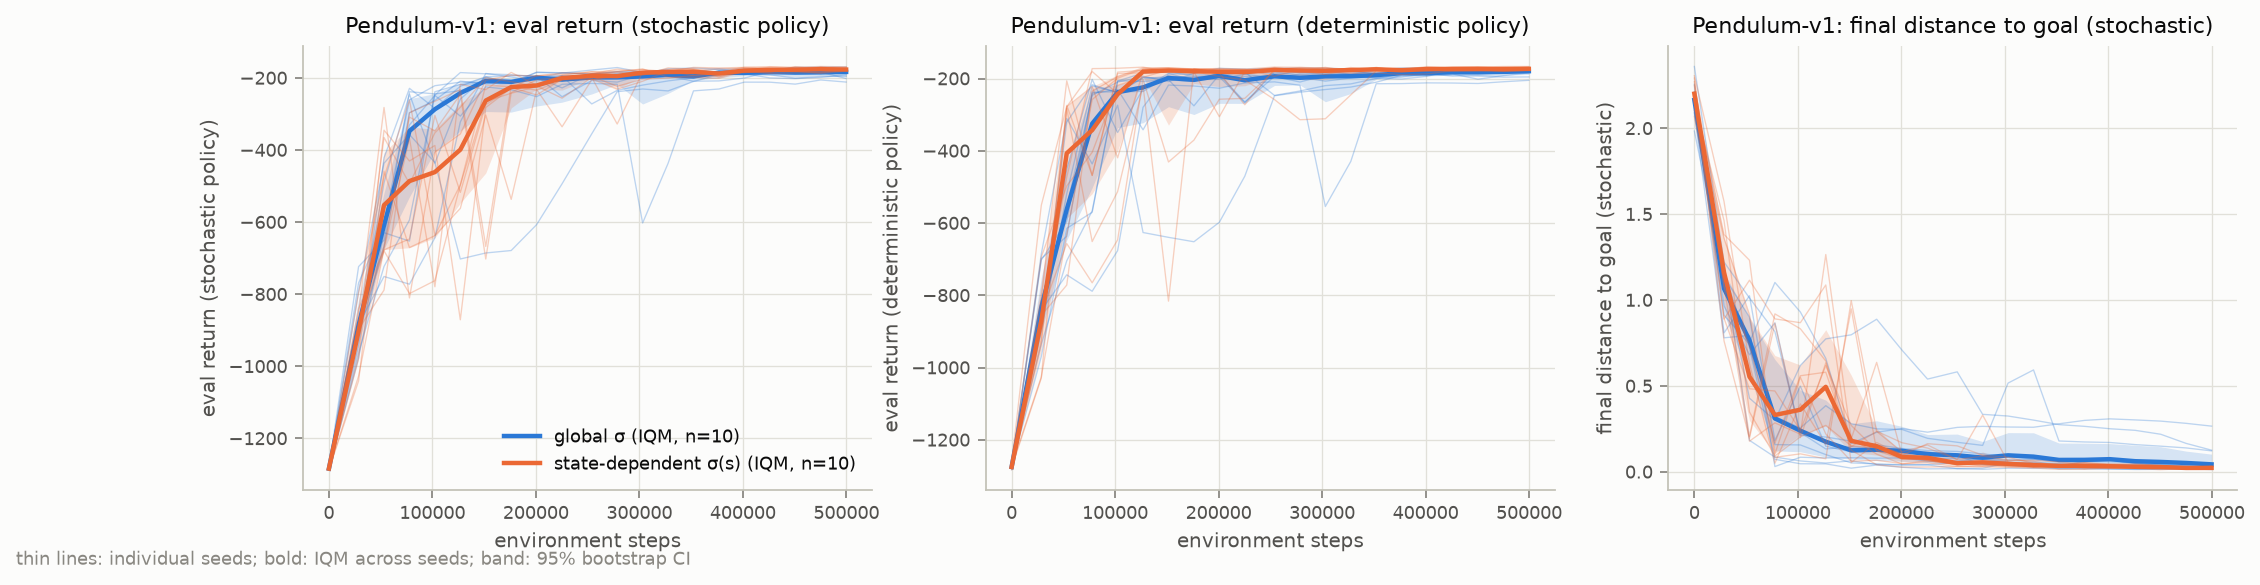 Pendulum-v1: eval return (stochastic policy)
eval return (stochastic policy)
−200
−400
−600
−800
−1000
−1200
global σ (IQM, n=10)
state-dependent σ(s) (IQM, n=10)
0 100000 200000 300000 400000 500000
environment steps
Pendulum-v1: eval return (deterministic policy)
eval return (deterministic policy)
−200
−400
−600
−800
−1000
−1200
0 100000 200000 300000 400000 500000
environment steps
Pendulum-v1: final distance to goal (stochastic)
final distance to goal (stochastic)
2.0
1.5
1.0
0.5
0.0
0 100000 200000 300000 400000 500000
environment steps
thin lines: individual seeds; bold: IQM across seeds; band: 95% bootstrap CI